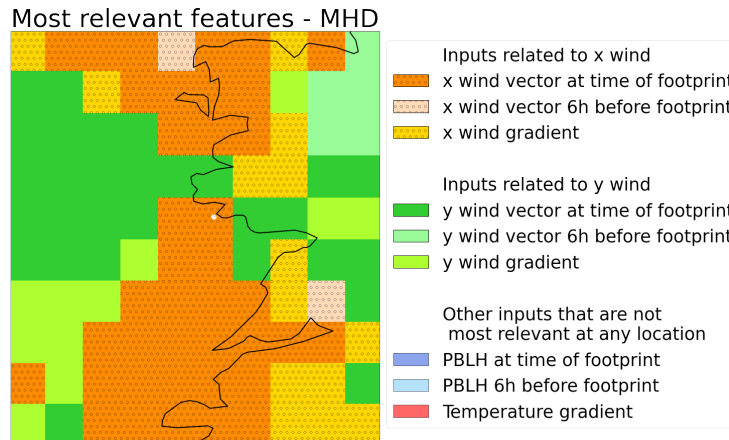 Most relevant features - MHD
Inputs related to x wind
x wind vector at time of footprint
x wind vector 6h before footprint
x wind gradient
Inputs related to y wind
y wind vector at time of footprint
y wind vector 6h before footprint
y wind gradient
Other inputs that are not
most relevant at any location
PBLH at time of footprint
PBLH 6h before footprint
Temperature gradient